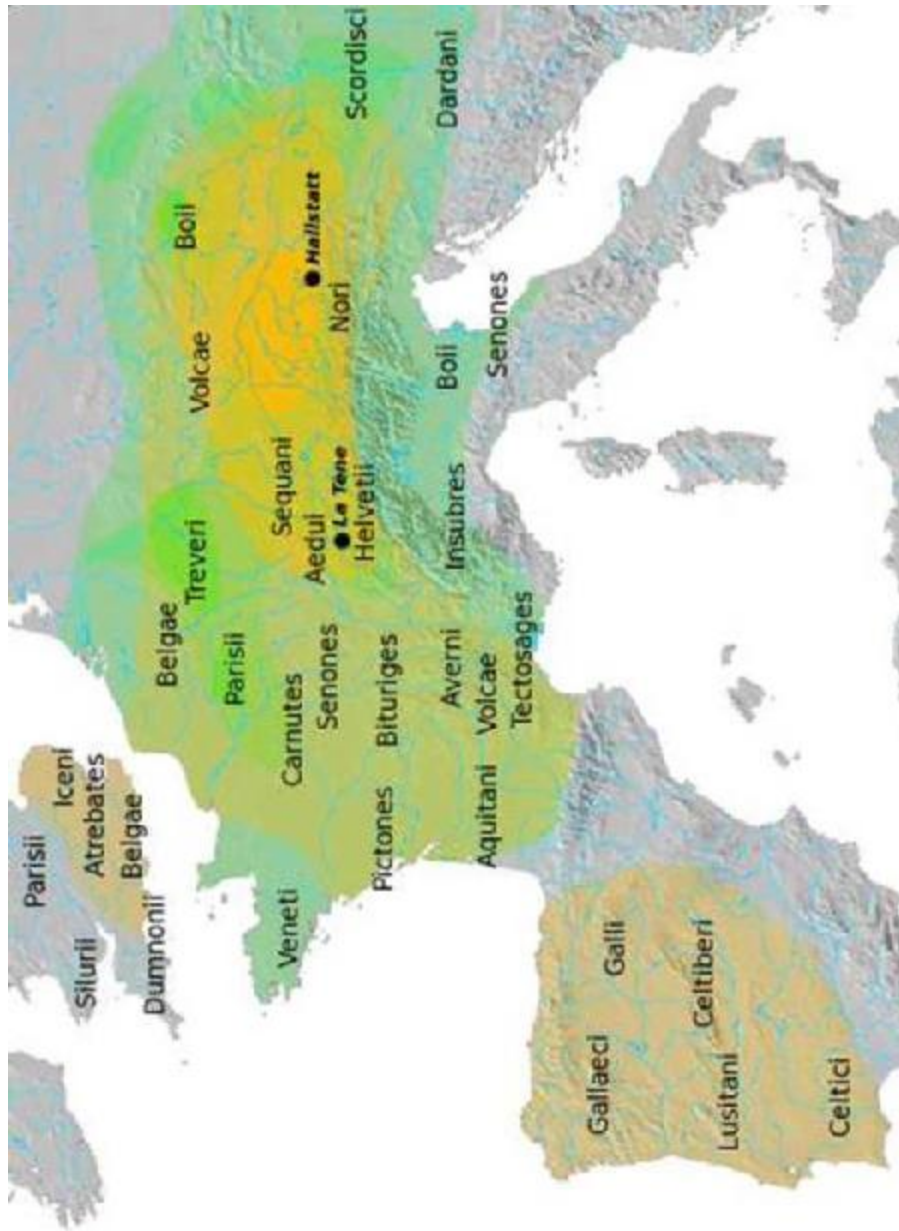 Parisii
Iceni
Silurii
Atrebates
Belgae
Dumnonii
Belgae
Treveri
Volcae
Boii
Parisii
Veneti
Carnutes
Sequani
Hallstatt
Senones
Aedui
La Tene
Nori
Scordisci
Helvetii
Pictones
Bituriges
Averni
Insubres
Boii
Dardani
Aquitani
Volcae
Tectosages
Senones
Gallaeci
Galli
Lusitani
Celtiberi
Celtici